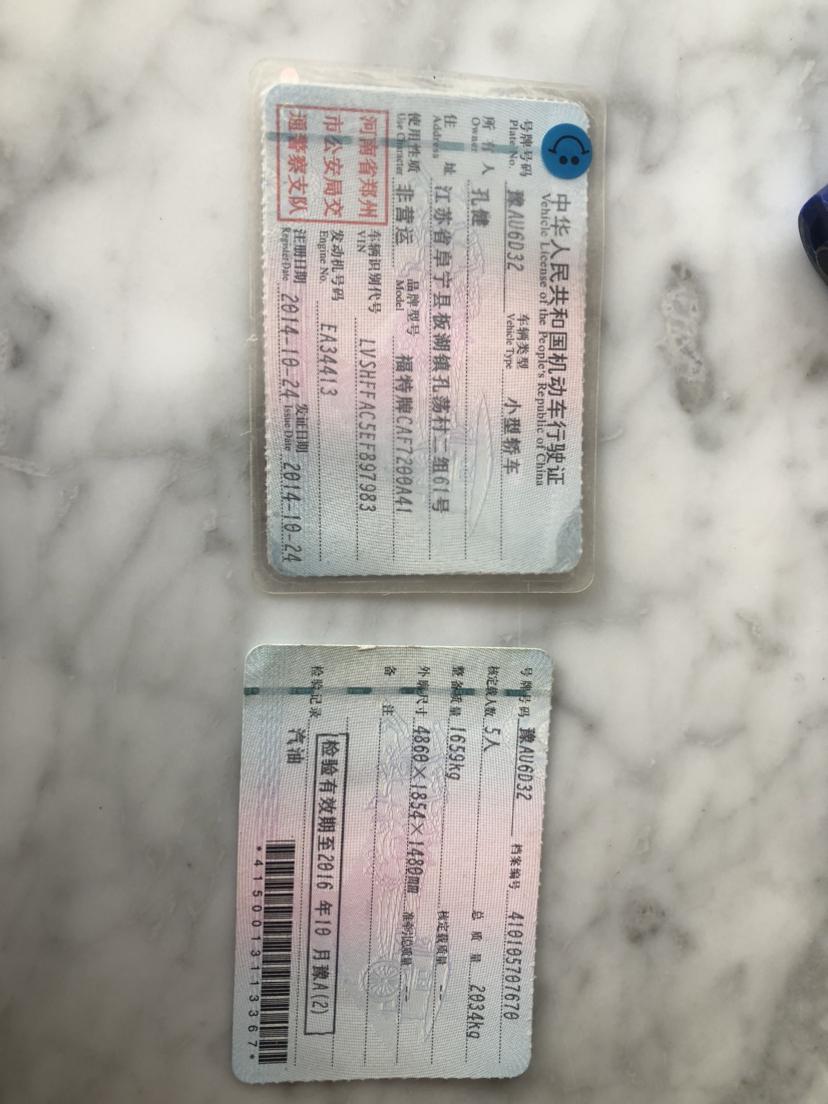 中华人民共和国机动车行驶证
Vehicle License of the People's Republic of China
号牌号码 豫AU6D32 车辆类型 小型轿车
Plate No. Vehicle Type
所有人 孔健
Owner
住址 江苏省阜宁县板湖镇孔荡村二组61号
Address
使用性质 非营运 品牌型号 福特牌CAF7200A41
Use Character Model
河南省郑州
市公安局交
通警察支队
车辆识别代号 LVSHFFAC5EF897983
VIN
发动机号码 EA34413
Engine No.
注册日期 2014-10-24 发证日期 2014-10-24
Register Date Issue Date
号牌号码 豫AU6D32 档案编号 410105707670
核定载人数 5人 总质量 2034kg
整备质量 1659kg 核定载质量 --
外廓尺寸 4860×1854×1480mm 准牵引总质量 --
备注
检验有效期至2016年10月豫A(2)
检验记录
汽油
*4150013113367*